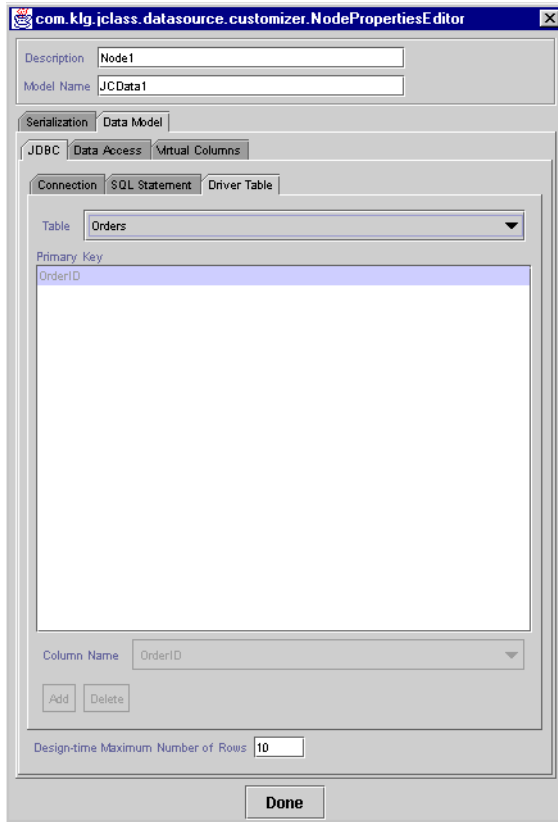 com.klg.jclass.datasource.customizer.NodePropertiesEditor
Description Node1
Model Name JCData1
Serialization Data Model
JDBC Data Access Virtual Columns
Connection SQL Statement Driver Table
Table Orders
Primary Key
OrderID
Column Name OrderID
Add Delete
Design-time Maximum Number of Rows 10
Done